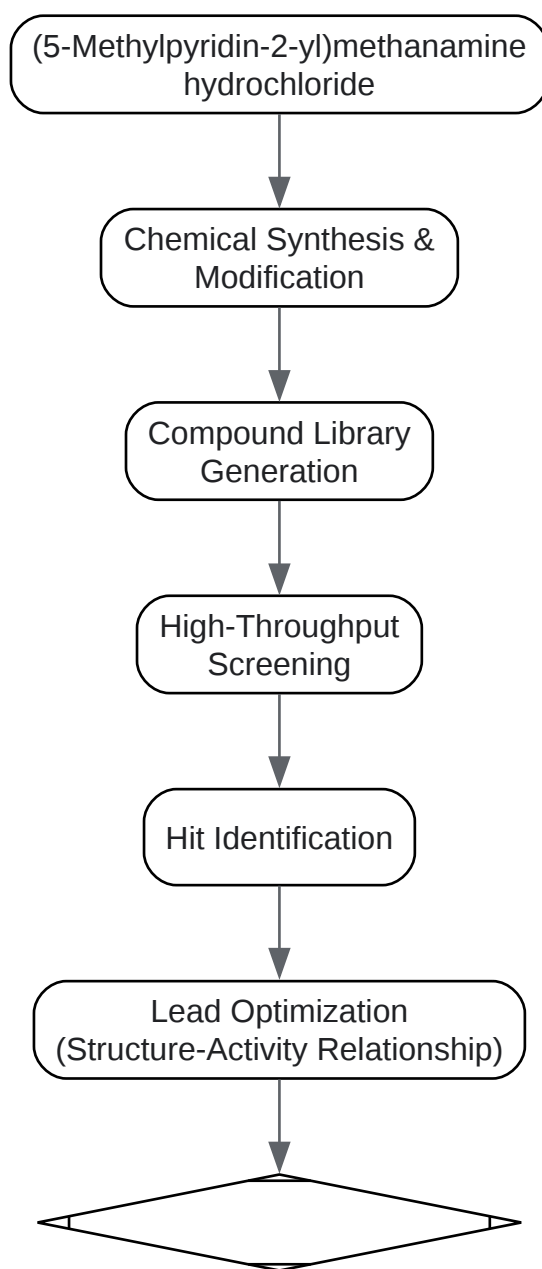 (5-Methylpyridin-2-yl)methanamine
hydrochloride
Chemical Synthesis &
Modification
Compound Library
Generation
High-Throughput
Screening
Hit Identification
Lead Optimization
(Structure-Activity Relationship)